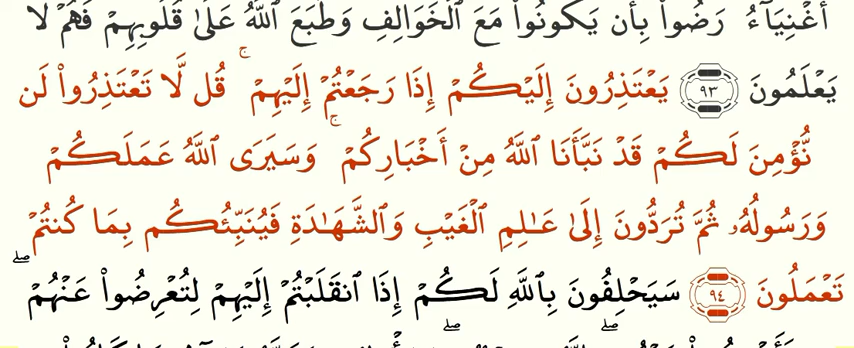 أَغْنِيَآءُ رَضُوا۟ بِأَن يَكُونُوا۟ مَعَ ٱلْخَوَالِفِ وَطَبَعَ ٱللَّهُ عَلَىٰ قُلُوبِهِمْ فَهُمْ لَا
يَعْلَمُونَ ٩٣ يَعْتَذِرُونَ إِلَيْكُمْ إِذَا رَجَعْتُمْ إِلَيْهِمْ ۚ قُل لَّا تَعْتَذِرُوا۟ لَن
نُّؤْمِنَ لَكُمْ قَدْ نَبَّأَنَا ٱللَّهُ مِنْ أَخْبَارِكُمْ ۚ وَسَيَرَى ٱللَّهُ عَمَلَكُمْ
وَرَسُولُهُۥ ثُمَّ تُرَدُّونَ إِلَىٰ عَـٰلِمِ ٱلْغَيْبِ وَٱلشَّهَـٰدَةِ فَيُنَبِّئُكُم بِمَا كُنتُمْ
تَعْمَلُونَ ٩٤ سَيَحْلِفُونَ بِٱللَّهِ لَكُمْ إِذَا ٱنقَلَبْتُمْ إِلَيْهِمْ لِتُعْرِضُوا۟ عَنْهُمْ ۖ